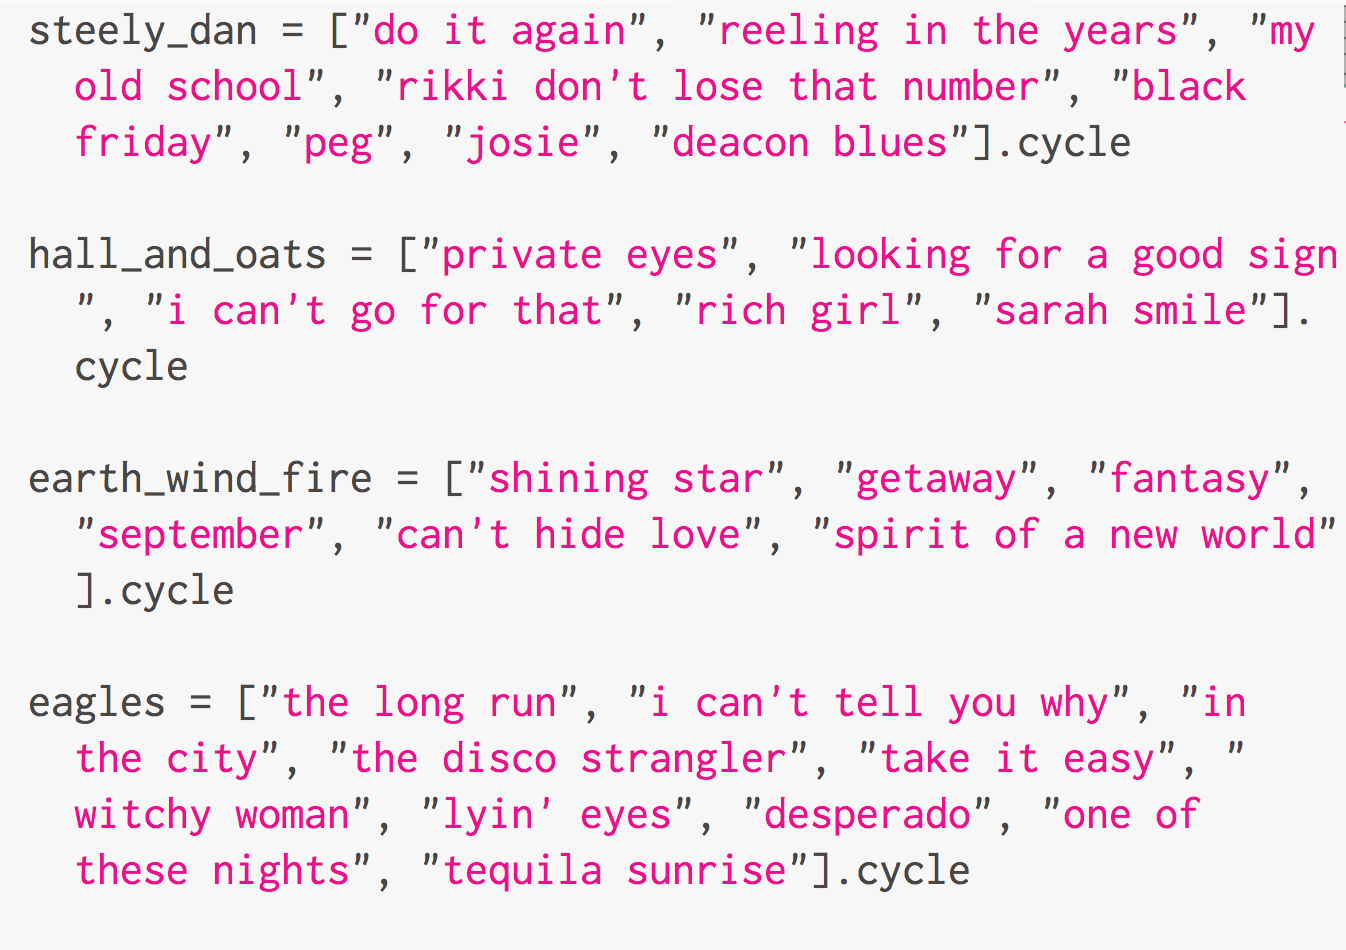 steely_dan = ["do it again", "reeling in the years", "my
old school", "rikki don't lose that number", "black
friday", "peg", "josie", "deacon blues"].cycle
hall_and_oats = ["private eyes", "looking for a good sign
", "i can't go for that", "rich girl", "sarah smile"].
cycle
earth_wind_fire = ["shining star", "getaway", "fantasy",
"september", "can't hide love", "spirit of a new world"
].cycle
eagles = ["the long run", "i can't tell you why", "in
the city", "the disco strangler", "take it easy", "
witchy woman", "lyin' eyes", "desperado", "one of
these nights", "tequila sunrise"].cycle